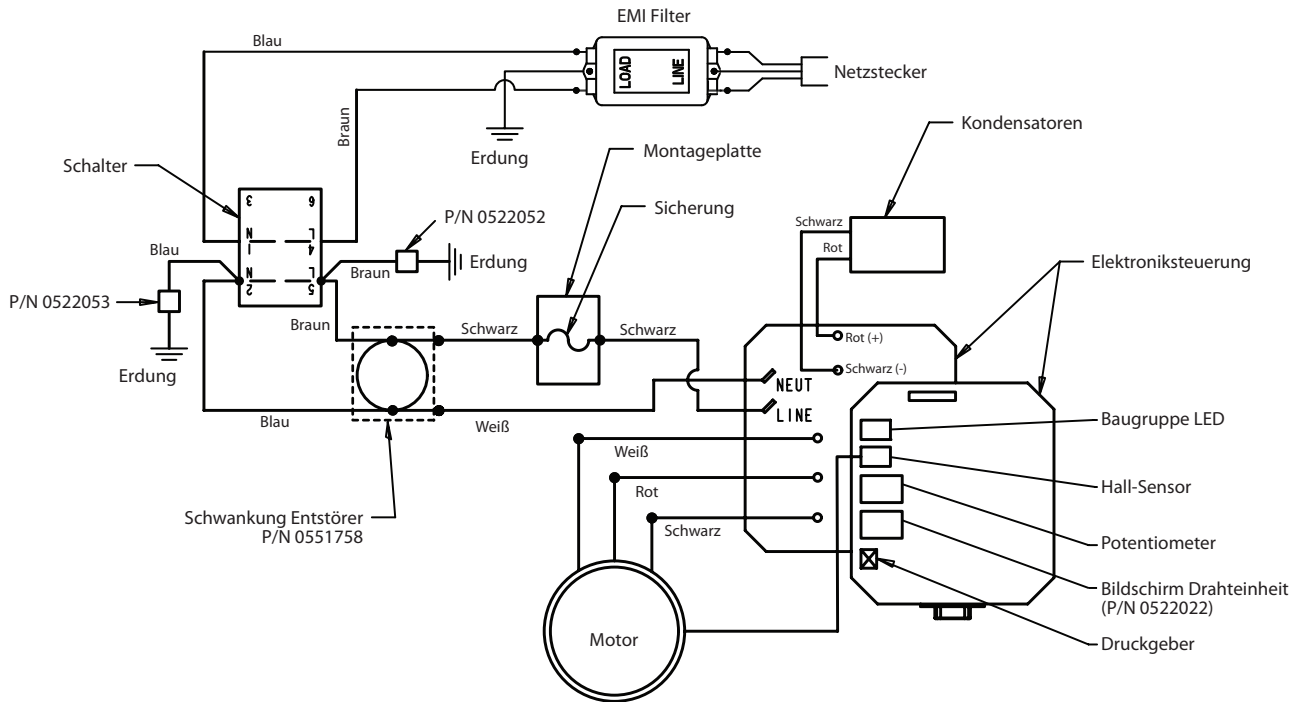 EMI Filter
Blau
LOAD
LINE
Netzstecker
Braun
Erdung
Kondensatoren
Montageplatte
Schalter
Sicherung
3
6
P/N 0522052
Schwarz
Rot
N
1
L
4
Blau
Braun
Erdung
Elektroniksteuerung
N
2
L
5
P/N 0522053
Braun
Schwarz
Schwarz
Rot (+)
Schwarz (-)
Erdung
NEUT
LINE
Blau
Weiß
Baugruppe LED
Weiß
Hall-Sensor
Rot
Schwankung Entstörer
P/N 0551758
Schwarz
Potentiometer
Bildschirm Drahteinheit
(P/N 0522022)
Motor
Druckgeber